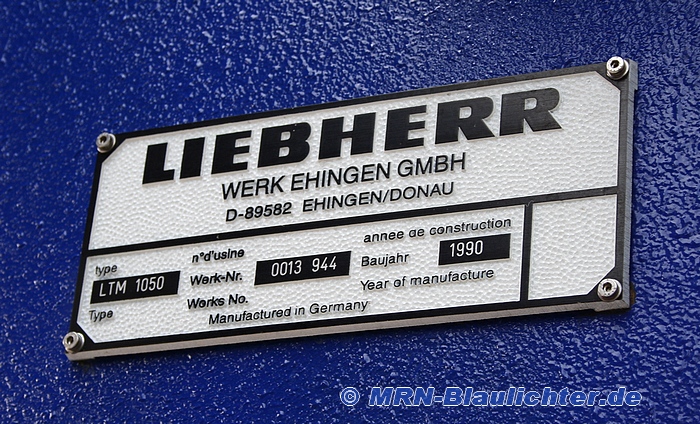 LIEBHERR
WERK EHINGEN GMBH
D-89582 EHINGEN/DONAU
type
LTM 1050
Type
n°d'usine
Werk-Nr. 0013 944
Works No.
annee de construction
Baujahr 1990
Year of manufacture
Manufactured in Germany
© MRN-Blaulichter.de